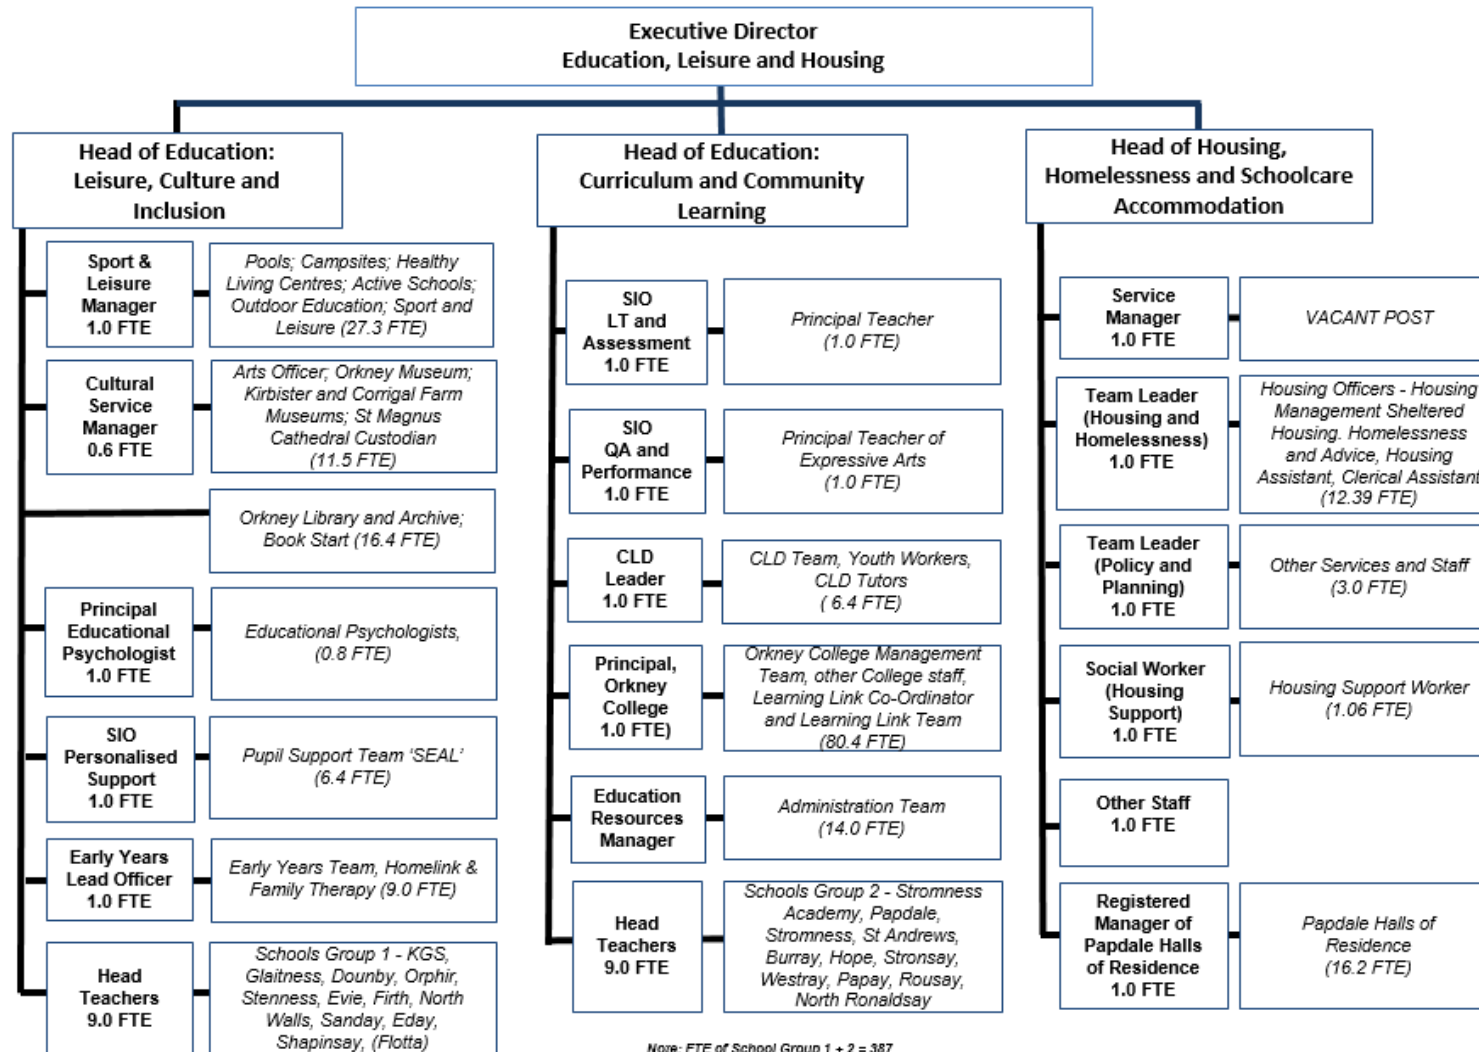 Executive Director
Education, Leisure and Housing
Head of Education:
Leisure, Culture and
Inclusion
Sport &
Leisure
Manager
1.0 FTE
Pools; Campsites; Healthy
Living Centres; Active Schools;
Outdoor Education; Sport and
Leisure (27.3 FTE)
Cultural
Service
Manager
0.6 FTE
Arts Officer; Orkney Museum;
Kirbister and Corrigal Farm
Museums; St Magnus
Cathedral Custodian
(11.5 FTE)
Orkney Library and Archive;
Book Start (16.4 FTE)
Principal
Educational
Psychologist
1.0 FTE
Educational Psychologists,
(0.8 FTE)
SIO
Personalised
Support
1.0 FTE
Pupil Support Team ‘SEAL’
(6.4 FTE)
Early Years
Lead Officer
1.0 FTE
Early Years Team, Homelink &
Family Therapy (9.0 FTE)
Head
Teachers
9.0 FTE
Schools Group 1 - KGS,
Glaitness, Dounby, Orphir,
Stenness, Evie, Firth, North
Walls, Sanday, Eday,
Shapinsay, (Flotta)
Head of Education:
Curriculum and Community
Learning
SIO
LT and
Assessment
1.0 FTE
Principal Teacher
(1.0 FTE)
SIO
QA and
Performance
1.0 FTE
Principal Teacher of
Expressive Arts
(1.0 FTE)
CLD
Leader
1.0 FTE
CLD Team, Youth Workers,
CLD Tutors
( 6.4 FTE)
Principal,
Orkney
College
1.0 FTE)
Orkney College Management
Team, other College staff,
Learning Link Co-Ordinator
and Learning Link Team
(80.4 FTE)
Education
Resources
Manager
Administration Team
(14.0 FTE)
Head
Teachers
9.0 FTE
Schools Group 2 - Stromness
Academy, Papdale,
Stromness, St Andrews,
Burray, Hope, Stronsay,
Westray, Papay, Rousay,
North Ronaldsay
Note: FTE of School Group 1 + 2 = 387
Head of Housing,
Homelessness and Schoolcare
Accommodation
Service
Manager
1.0 FTE
VACANT POST
Team Leader
(Housing and
Homelessness)
1.0 FTE
Housing Officers - Housing
Management Sheltered
Housing. Homelessness
and Advice, Housing
Assistant, Clerical Assistant
(12.39 FTE)
Team Leader
(Policy and
Planning)
1.0 FTE
Other Services and Staff
(3.0 FTE)
Social Worker
(Housing
Support)
1.0 FTE
Housing Support Worker
(1.06 FTE)
Other Staff
1.0 FTE
Registered
Manager of
Papdale Halls
of Residence
1.0 FTE
Papdale Halls of
Residence
(16.2 FTE)